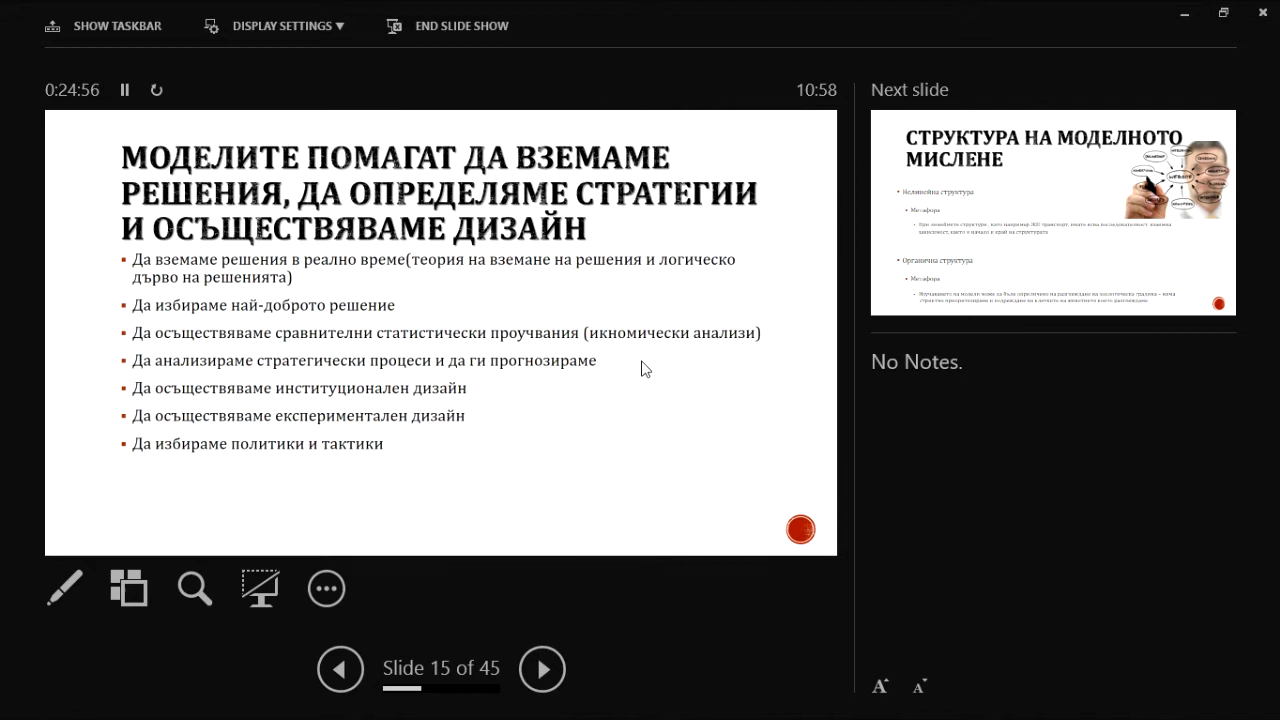 SHOW TASKBAR DISPLAY SETTINGS ▼ END SLIDE SHOW
0:24:56 10:58 Next slide
МОДЕЛИТЕ ПОМАГАТ ДА ВЗЕМАМЕ
РЕШЕНИЯ, ДА ОПРЕДЕЛЯМЕ СТРАТЕГИИ
И ОСЪЩЕСТВЯВАМЕ ДИЗАЙН
▪ Да вземаме решения в реално време(теория на вземане на решения и логическо
дърво на решенията)
▪ Да избираме най-доброто решение
▪ Да осъществяваме сравнителни статистически проучвания (икномически анализи)
▪ Да анализираме стратегически процеси и да ги прогнозираме
▪ Да осъществяваме институционален дизайн
▪ Да осъществяваме експериментален дизайн
▪ Да избираме политики и тактики
Slide 15 of 45
СТРУКТУРА НА МОДЕЛНОТО
МИСЛЕНЕ
Нелинейна структура
Метафора
Органична структура
Метафора
No Notes.
A A